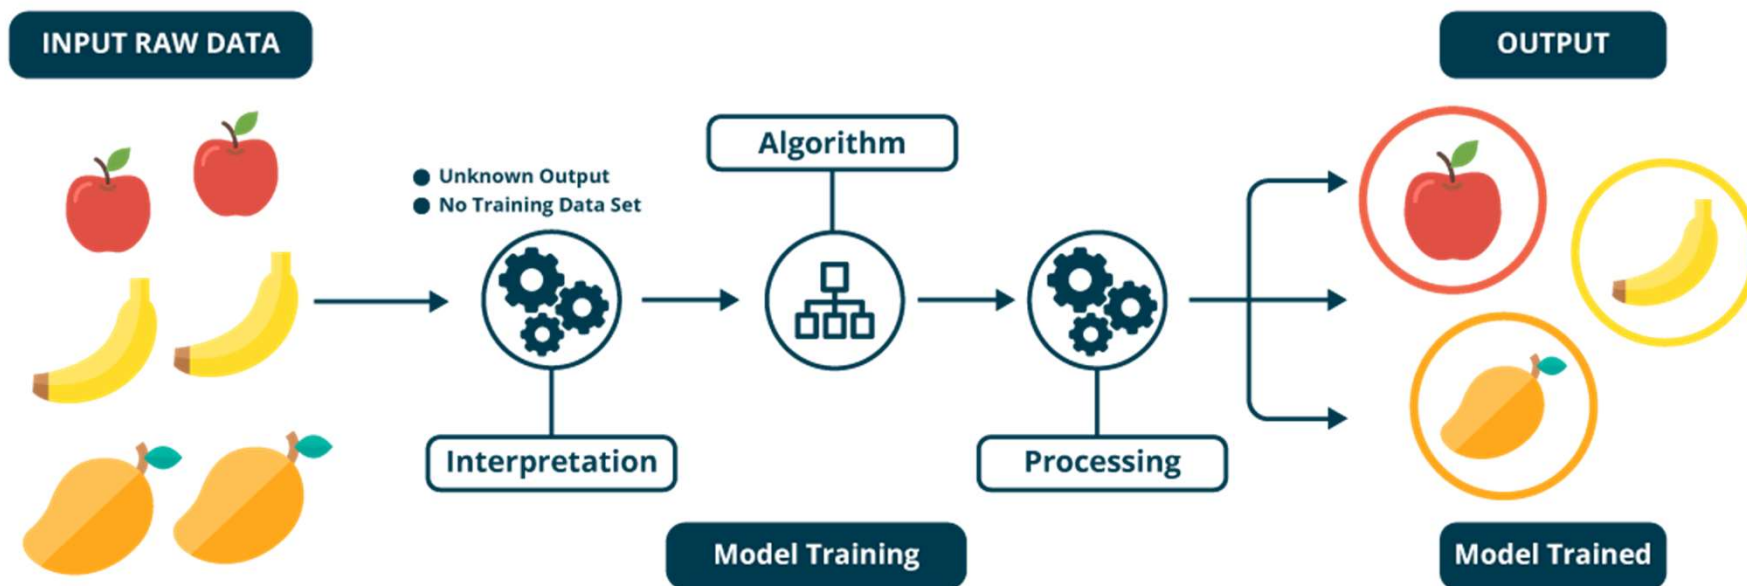 INPUT RAW DATA
OUTPUT
Algorithm
Unknown Output
No Training Data Set
Interpretation
Processing
Model Training
Model Trained